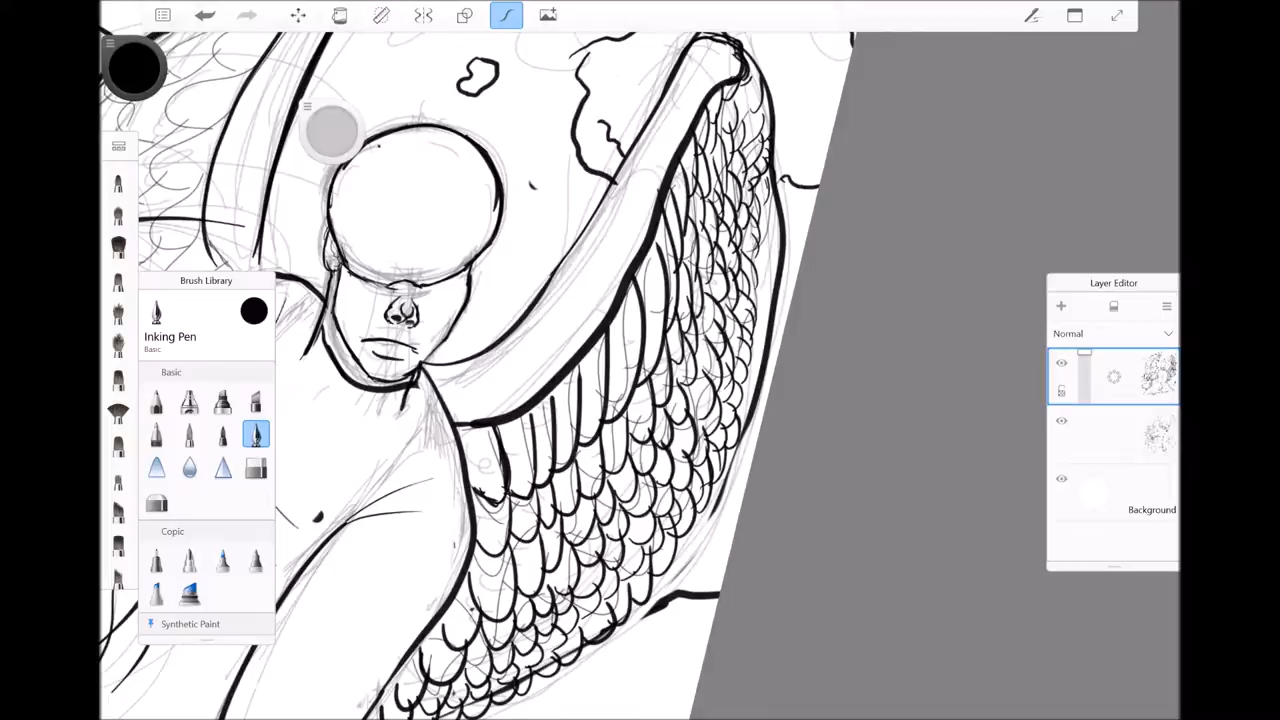 Brush Library
Inking Pen
Basic
Basic
Copic
Synthetic Paint
Layer Editor
Normal
Background